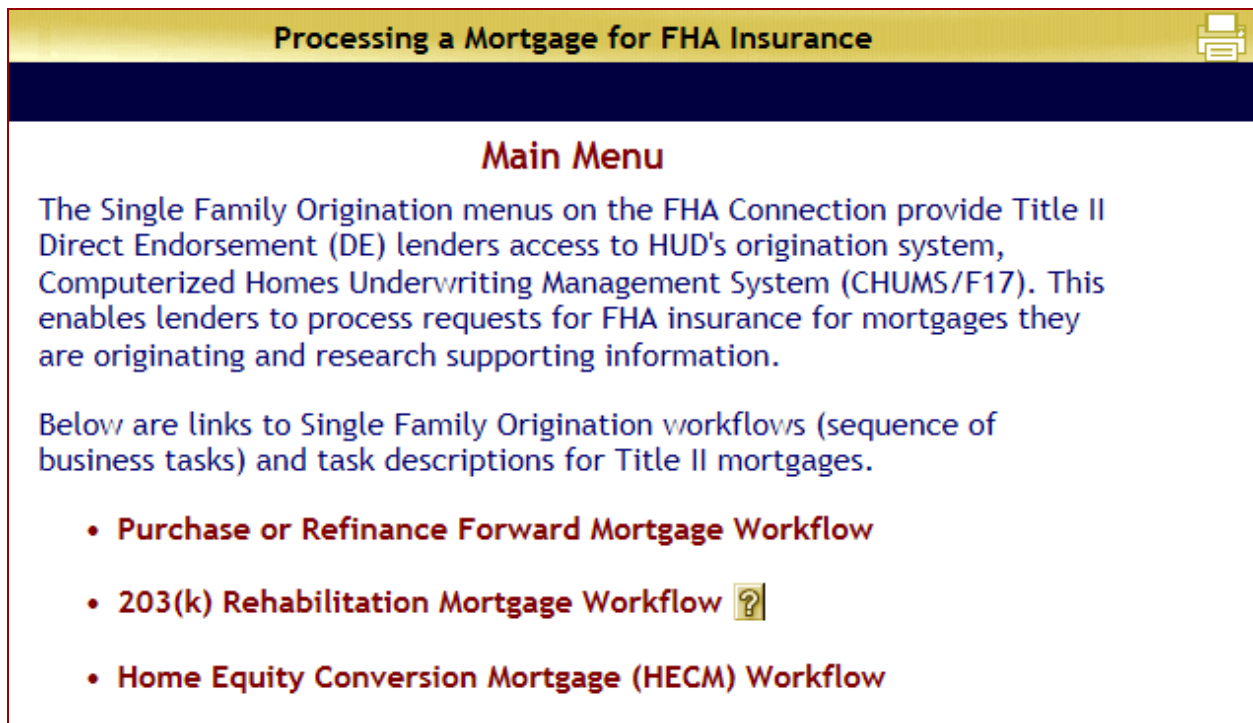 Processing a Mortgage for FHA Insurance
Main Menu
The Single Family Origination menus on the FHA Connection provide Title II
Direct Endorsement (DE) lenders access to HUD's origination system,
Computerized Homes Underwriting Management System (CHUMS/F17). This
enables lenders to process requests for FHA insurance for mortgages they
are originating and research supporting information.
Below are links to Single Family Origination workflows (sequence of
business tasks) and task descriptions for Title II mortgages.
• Purchase or Refinance Forward Mortgage Workflow
• 203(k) Rehabilitation Mortgage Workflow ?
• Home Equity Conversion Mortgage (HECM) Workflow